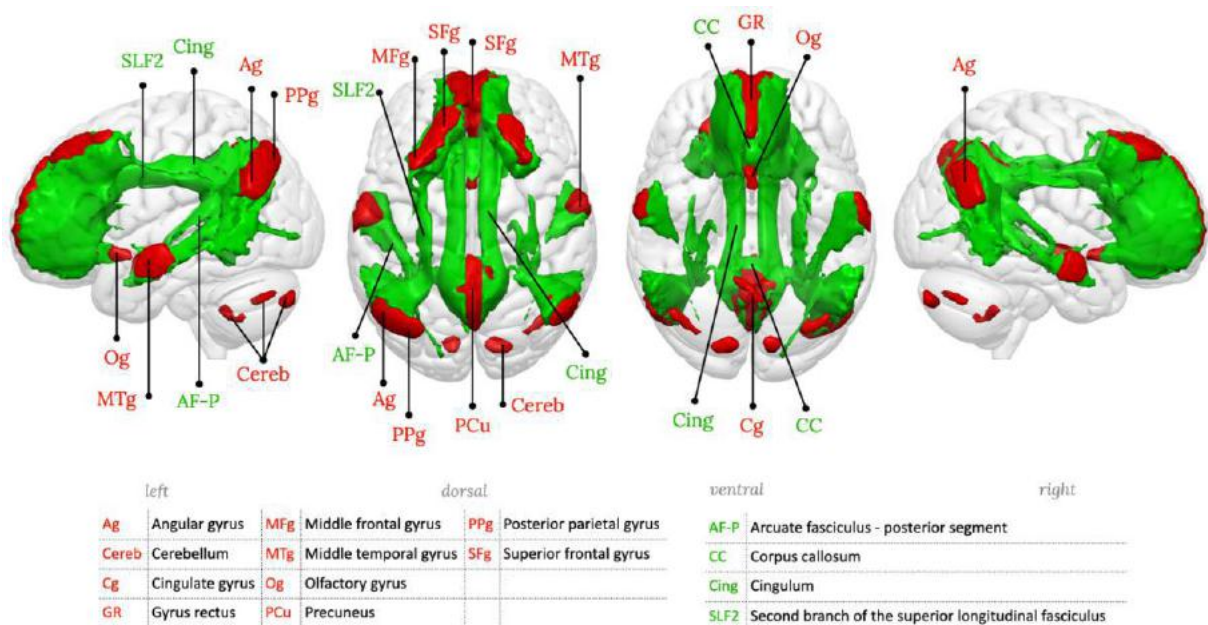 SLF2 Cing Ag PPg
Og MTg AF-P Cereb
SLF2 MFg SFg SFg MTg
AF-P Ag PPg PCu Cereb Cing
CC GR Og
Cing Cg CC
Ag
left dorsal ventral right
Ag Angular gyrus MFg Middle frontal gyrus PPg Posterior parietal gyrus
Cereb Cerebellum MTg Middle temporal gyrus SFg Superior frontal gyrus
Cg Cingulate gyrus Og Olfactory gyrus
GR Gyrus rectus PCu Precuneus
AF-P Arcuate fasciculus - posterior segment
CC Corpus callosum
Cing Cingulum
SLF2 Second branch of the superior longitudinal fasciculus